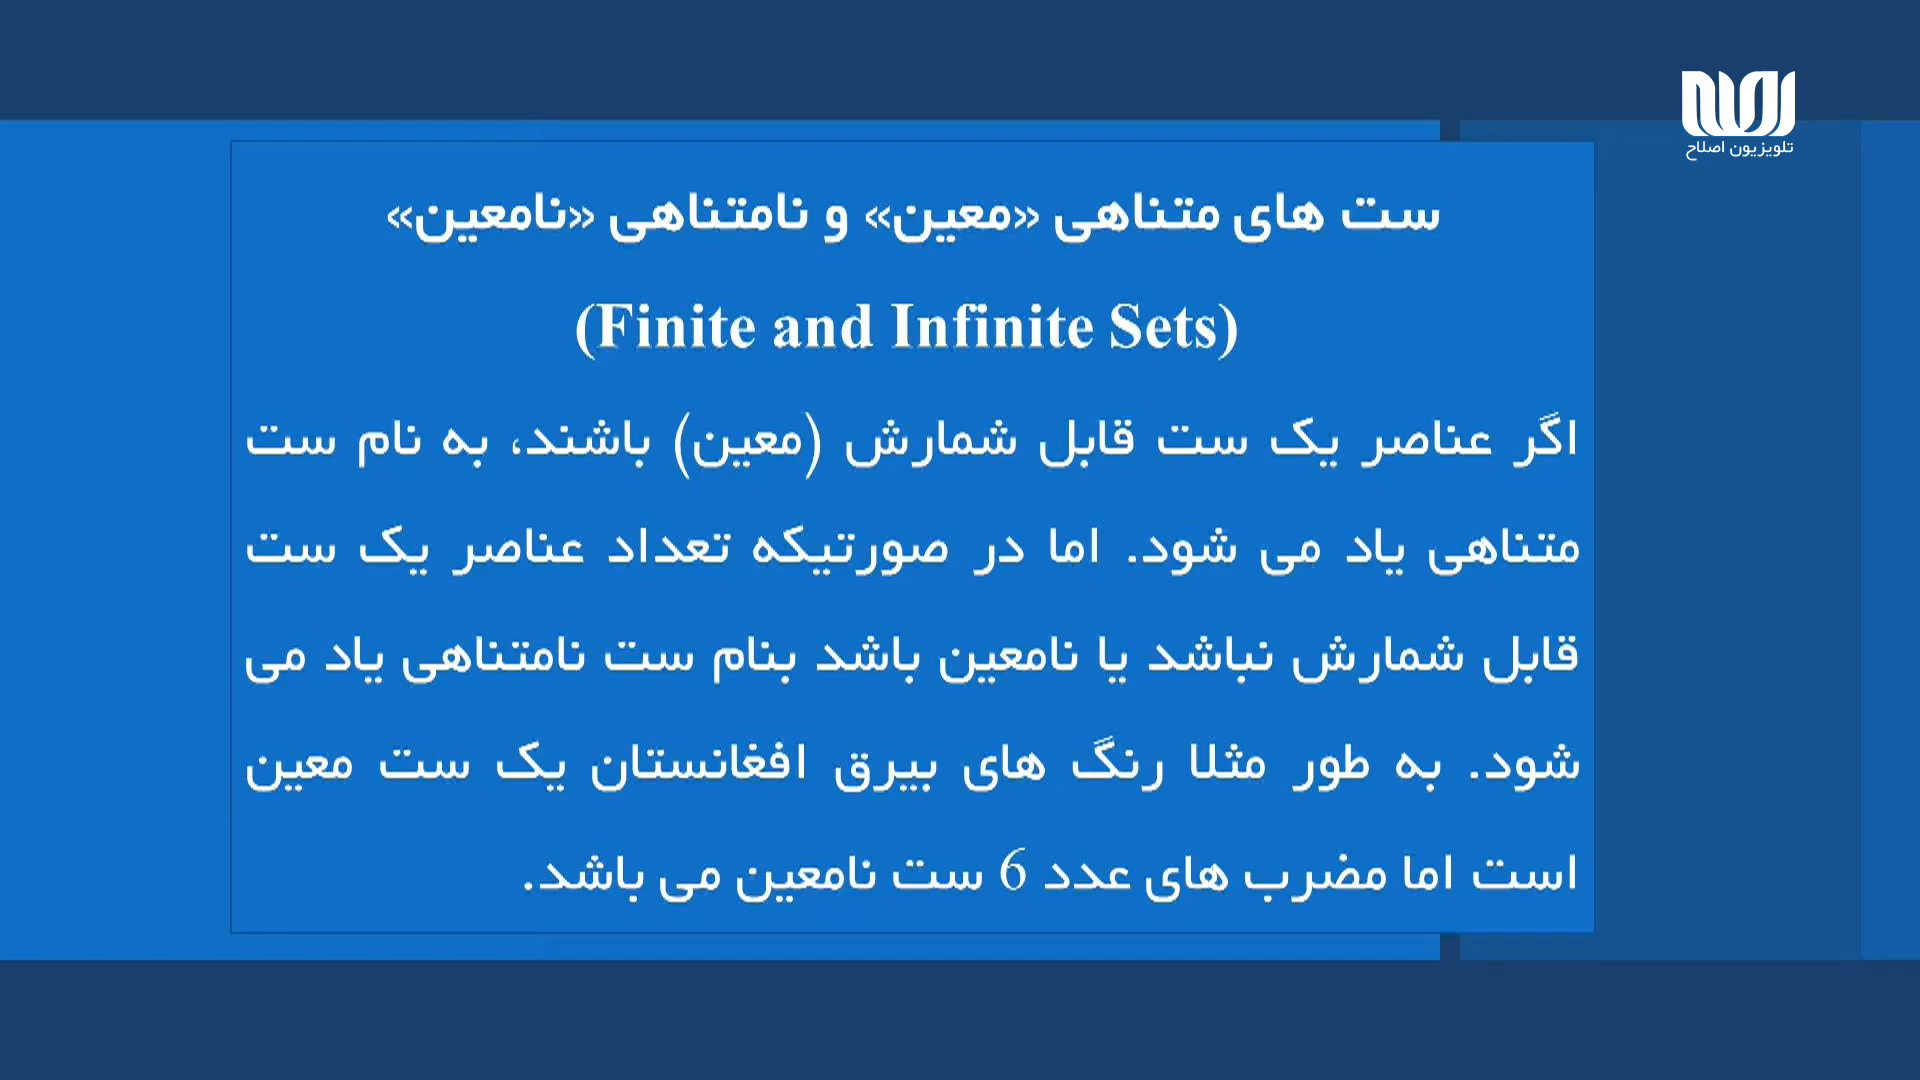 تلویزیون اصلاح
ست های متناهی «معین» و نامتناهی «نامعین»
(Finite and Infinite Sets)
اگر عناصر یک ست قابل شمارش (معین) باشند، به نام ست
متناهی یاد می شود. اما در صورتیکه تعداد عناصر یک ست
قابل شمارش نباشد یا نامعین باشد بنام ست نامتناهی یاد می
شود. به طور مثلا رنگ های بیرق افغانستان یک ست معین
است اما مضرب های عدد 6 ست نامعین می باشد.